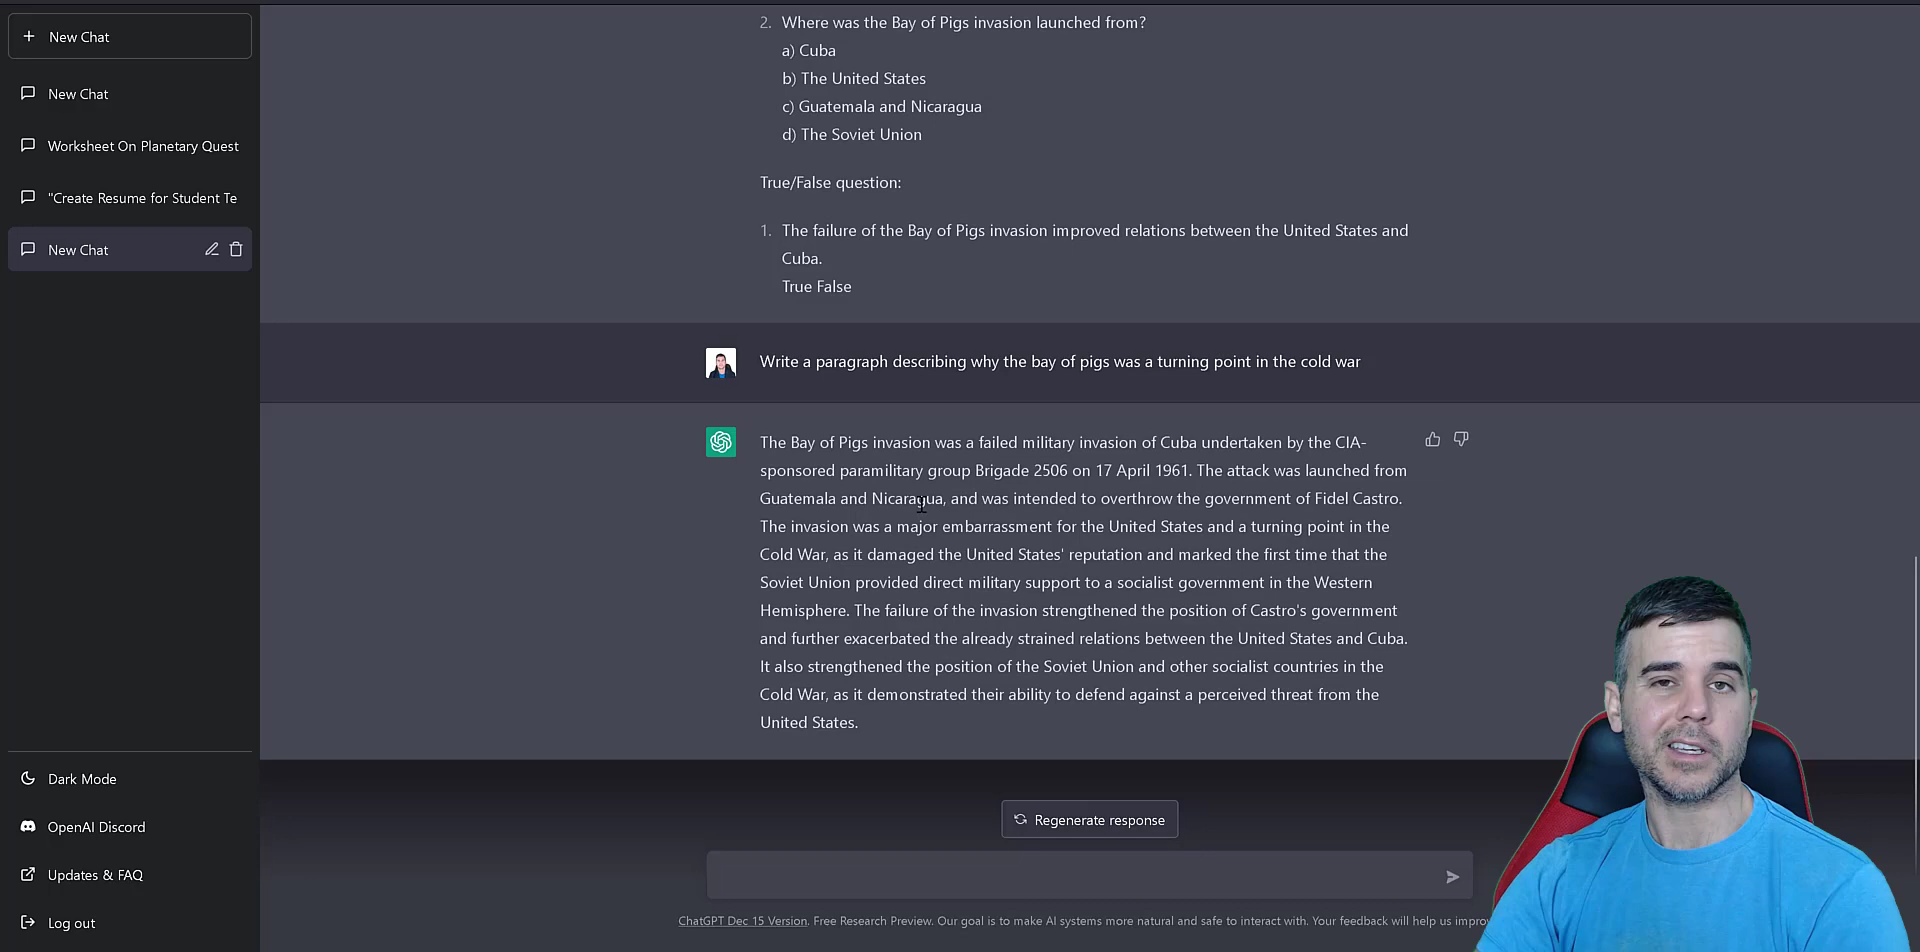 New Chat
New Chat
Worksheet On Planetary Quest
"Create Resume for Student Te
New Chat
Dark Mode
OpenAI Discord
Updates & FAQ
Log out
2. Where was the Bay of Pigs invasion launched from?
a) Cuba
b) The United States
c) Guatemala and Nicaragua
d) The Soviet Union
True/False question:
1. The failure of the Bay of Pigs invasion improved relations between the United States and
Cuba.
True False
Write a paragraph describing why the bay of pigs was a turning point in the cold war
The Bay of Pigs invasion was a failed military invasion of Cuba undertaken by the CIA-
sponsored paramilitary group Brigade 2506 on 17 April 1961. The attack was launched from
Guatemala and Nicaragua, and was intended to overthrow the government of Fidel Castro.
The invasion was a major embarrassment for the United States and a turning point in the
Cold War, as it damaged the United States' reputation and marked the first time that the
Soviet Union provided direct military support to a socialist government in the Western
Hemisphere. The failure of the invasion strengthened the position of Castro's government
and further exacerbated the already strained relations between the United States and Cuba.
It also strengthened the position of the Soviet Union and other socialist countries in the
Cold War, as it demonstrated their ability to defend against a perceived threat from the
United States.
Regenerate response
ChatGPT Dec 15 Version. Free Research Preview. Our goal is to make AI systems more natural and safe to interact with. Your feedback will help us impro